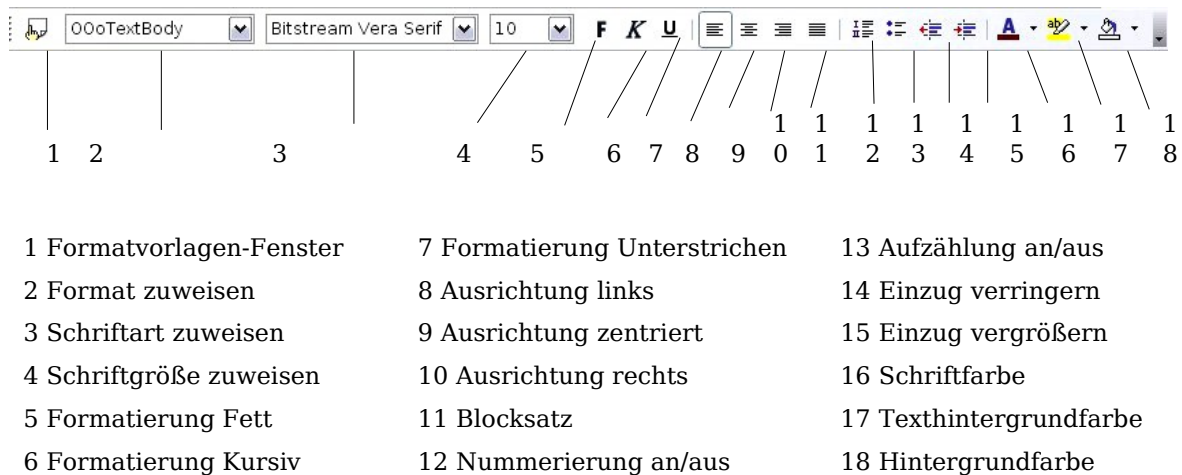 OOoTextBody Bitstream Vera Serif 10 F K U A ab
1 1 1 1 1 1 1 1 1
1 2 3 4 5 6 7 8 9 0 1 2 3 4 5 6 7 8
1 Formatvorlagen-Fenster
2 Format zuweisen
3 Schriftart zuweisen
4 Schriftgröße zuweisen
5 Formatierung Fett
6 Formatierung Kursiv
7 Formatierung Unterstrichen
8 Ausrichtung links
9 Ausrichtung zentriert
10 Ausrichtung rechts
11 Blocksatz
12 Nummerierung an/aus
13 Aufzählung an/aus
14 Einzug verringern
15 Einzug vergrößern
16 Schriftfarbe
17 Texthintergrundfarbe
18 Hintergrundfarbe